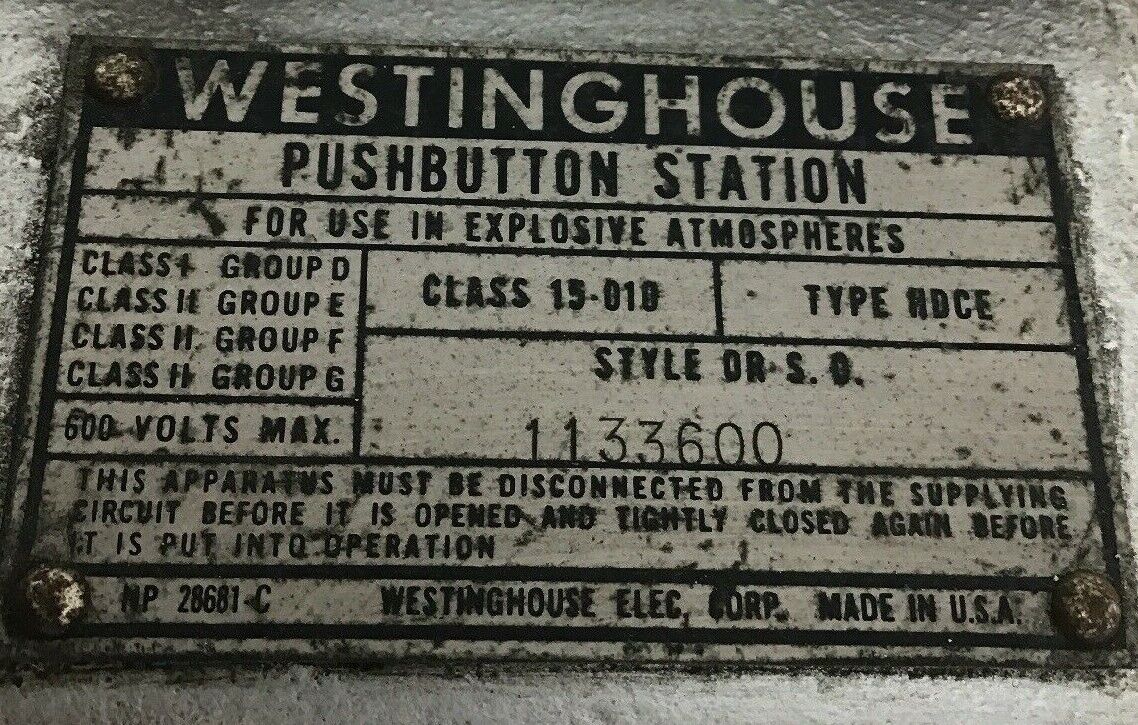 WESTINGHOUSE
PUSHBUTTON STATION
FOR USE IN EXPLOSIVE ATMOSPHERES
CLASS I GROUP D
CLASS II GROUP E
CLASS II GROUP F
CLASS II GROUP G
600 VOLTS MAX.
CLASS 15-010
TYPE HDCE
STYLE OR S. O.
1133600
THIS APPARATUS MUST BE DISCONNECTED FROM THE SUPPLYING
CIRCUIT BEFORE IT IS OPENED AND TIGHTLY CLOSED AGAIN BEFORE
IT IS PUT INTO OPERATION
NP 28681-C WESTINGHOUSE ELEC. CORP. MADE IN U.S.A.